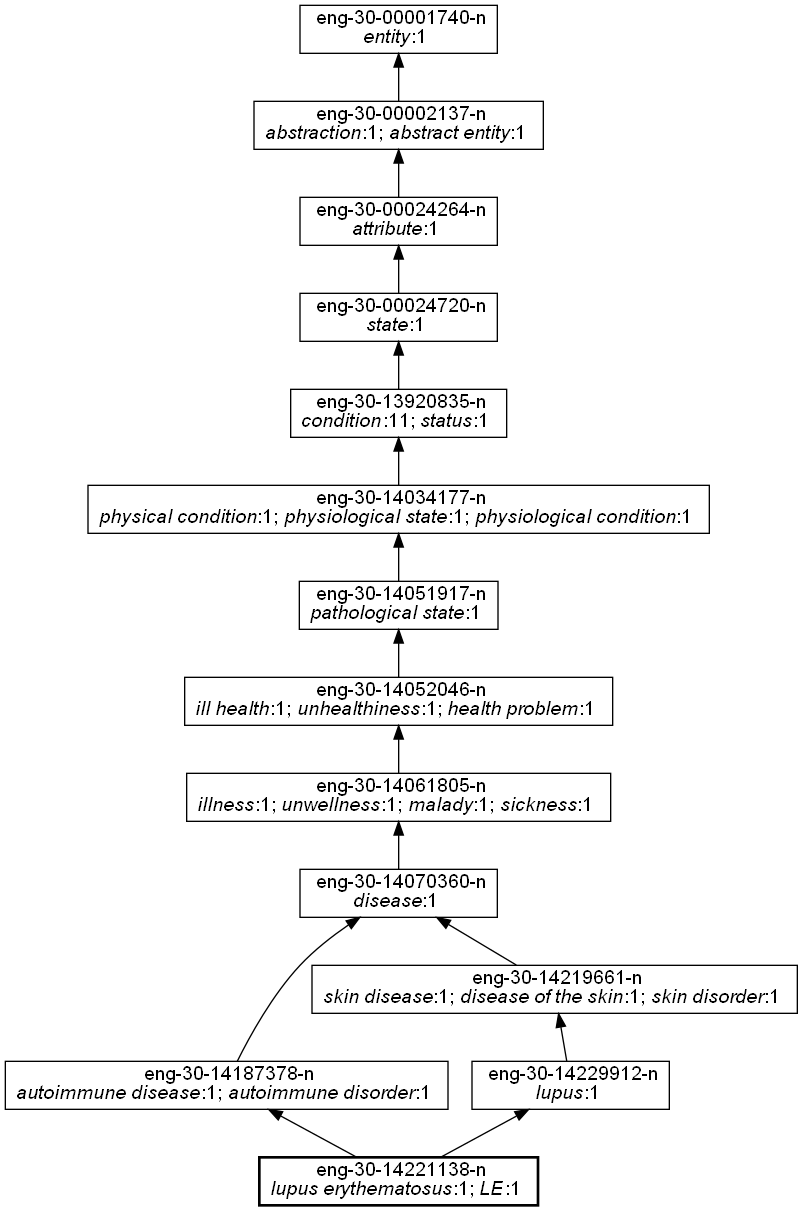 eng-30-00001740-n
entity:1
eng-30-00002137-n
abstraction:1; abstract entity:1
eng-30-00024264-n
attribute:1
eng-30-00024720-n
state:1
eng-30-13920835-n
condition:11; status:1
eng-30-14034177-n
physical condition:1; physiological state:1; physiological condition:1
eng-30-14051917-n
pathological state:1
eng-30-14052046-n
ill health:1; unhealthiness:1; health problem:1
eng-30-14061805-n
illness:1; unwellness:1; malady:1; sickness:1
eng-30-14070360-n
disease:1
eng-30-14219661-n
skin disease:1; disease of the skin:1; skin disorder:1
eng-30-14187378-n
autoimmune disease:1; autoimmune disorder:1
eng-30-14229912-n
lupus:1
eng-30-14221138-n
lupus erythematosus:1; LE:1